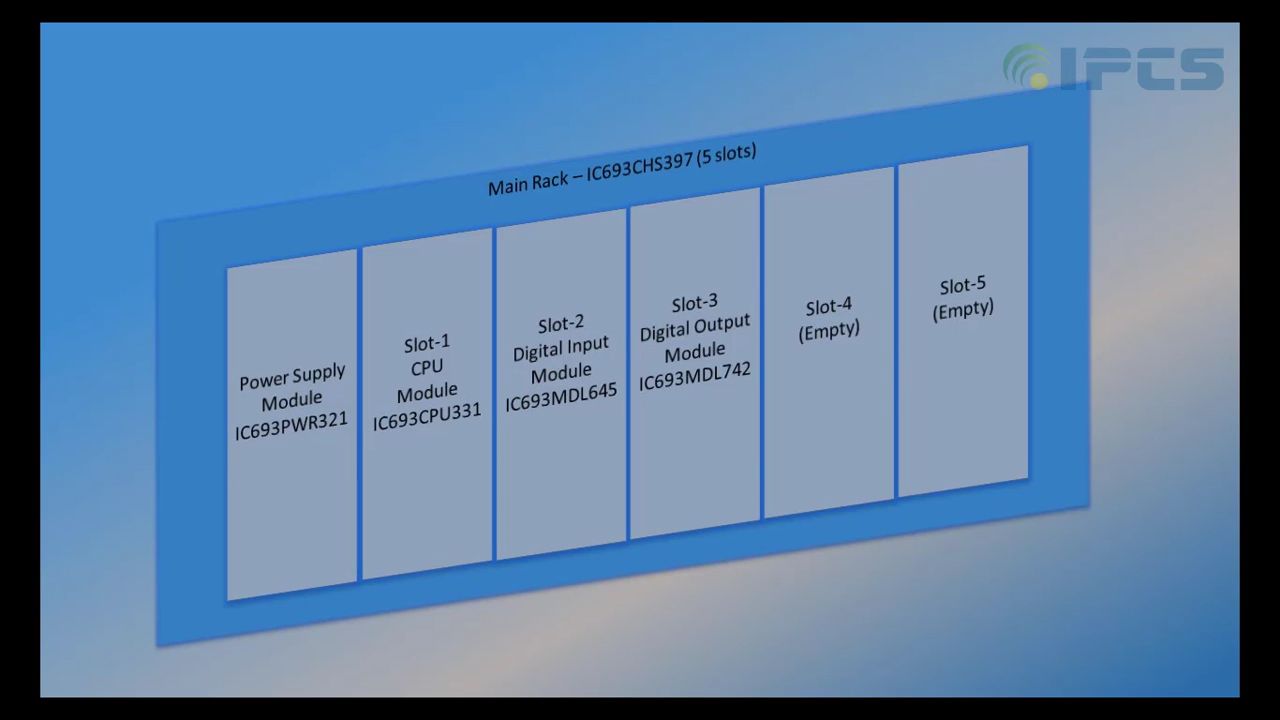 IPCS
Main Rack – IC693CHS397 (5 slots)
Power Supply
Module
IC693PWR321
Slot-1
CPU
Module
IC693CPU331
Slot-2
Digital Input
Module
IC693MDL645
Slot-3
Digital Output
Module
IC693MDL742
Slot-4
(Empty)
Slot-5
(Empty)